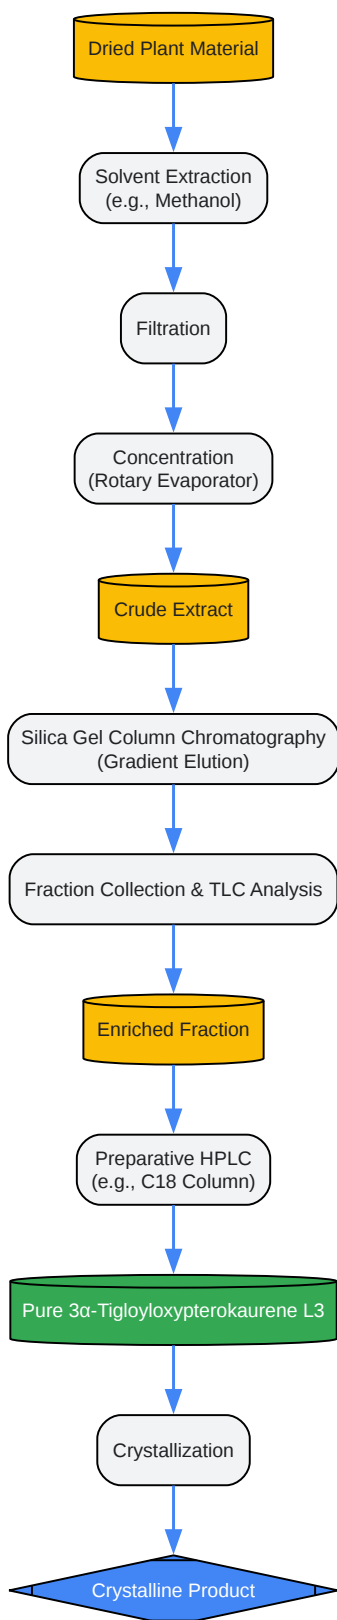 Dried Plant Material
Solvent Extraction
(e.g., Methanol)
Filtration
Concentration
(Rotary Evaporator)
Crude Extract
Silica Gel Column Chromatography
(Gradient Elution)
Fraction Collection & TLC Analysis
Enriched Fraction
Preparative HPLC
(e.g., C18 Column)
Pure 3α-Tigloyloxypterokaurene L3
Crystallization
Crystalline Product